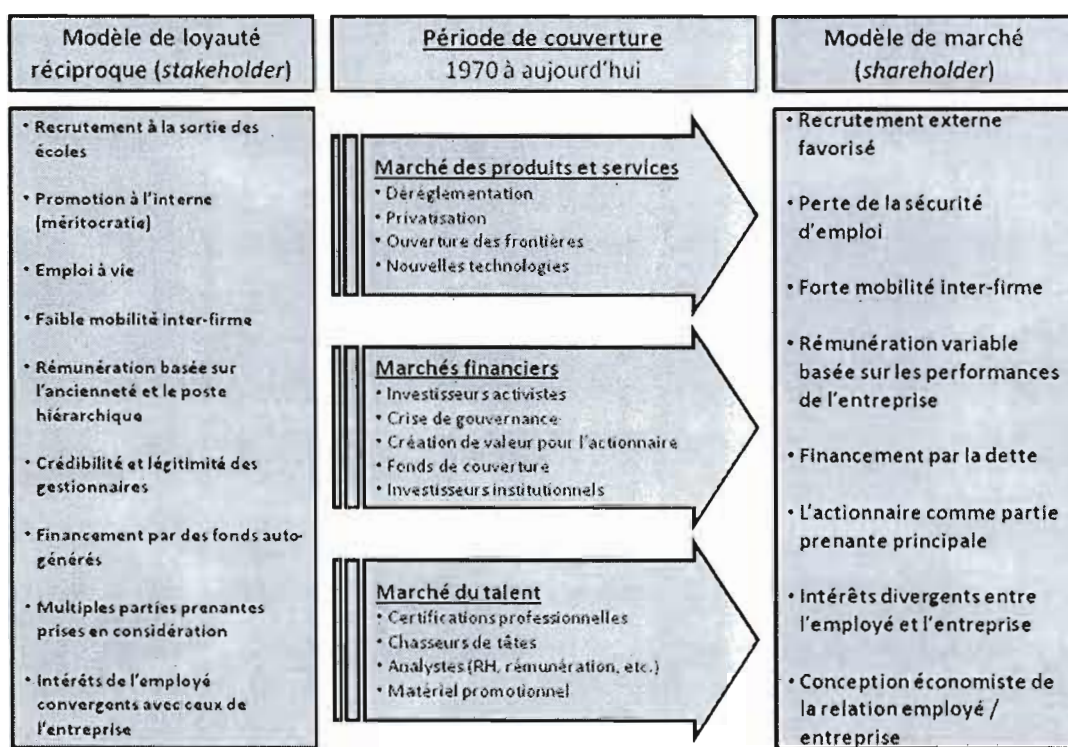 Modèle de loyauté
réciproque (stakeholder)
• Recrutement à la sortie des
écoles
• Promotion à l'interne
(méritocratie)
• Emploi à vie
• Faible mobilité inter-firme
• Rémunération basée sur
l'ancienneté et le poste
hiérarchique
• Crédibilité et légitimité des
gestionnaires
• Financement par des fonds auto-
générés
• Multiples parties prenantes
prises en considération
• Intérêts de l'employé
convergents avec ceux de
l'entreprise
Période de couverture
1970 à aujourd'hui
Marché des produits et services
• Déréglementation
• Privatisation
• Ouverture des frontières
• Nouvelles technologies
Marchés financiers
• Investisseurs activistes
• Crise de gouvernance
• Création de valeur pour l'actionnaire
• Fonds de couverture
• Investisseurs institutionnels
Marché du talent
• Certifications professionnelles
• Chasseurs de têtes
• Analystes (RH, rémunération, etc.)
• Matériel promotionnel
Modèle de marché
(shareholder)
• Recrutement externe
favorisé
• Perte de la sécurité
d'emploi
• Forte mobilité inter-firme
• Rémunération variable
basée sur les performances
de l'entreprise
• Financement par la dette
• L'actionnaire comme partie
prenante principale
• Intérêts divergents entre
l'employé et l'entreprise
• Conception économiste de
la relation employé /
entreprise